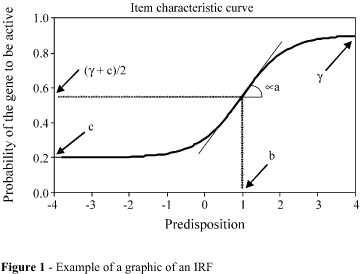 Item characteristic curve
Probability of the gene to be active
1.0
0.8
0.6
0.4
0.2
0.0
(γ + c)/2
c
∝a
γ
b
-4 -3 -2 -1 0 1 2 3 4
Predisposition
Figure 1 - Example of a graphic of an IRF